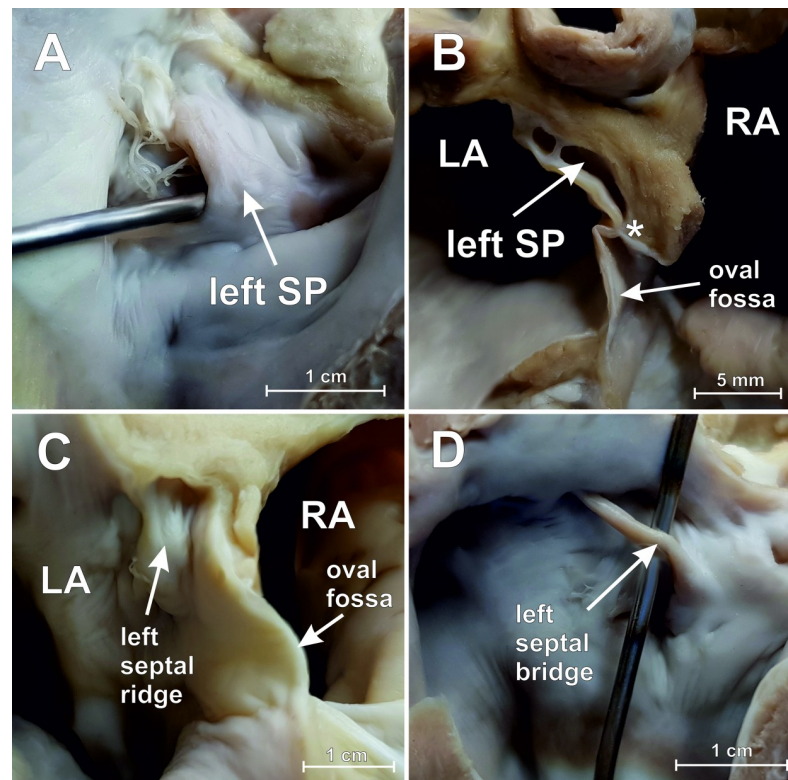 A
left SP
1 cm
B
LA
RA
left SP
*
oval
fossa
5 mm
C
LA
RA
oval
fossa
left
septal
ridge
1 cm
D
left
septal
bridge
1 cm